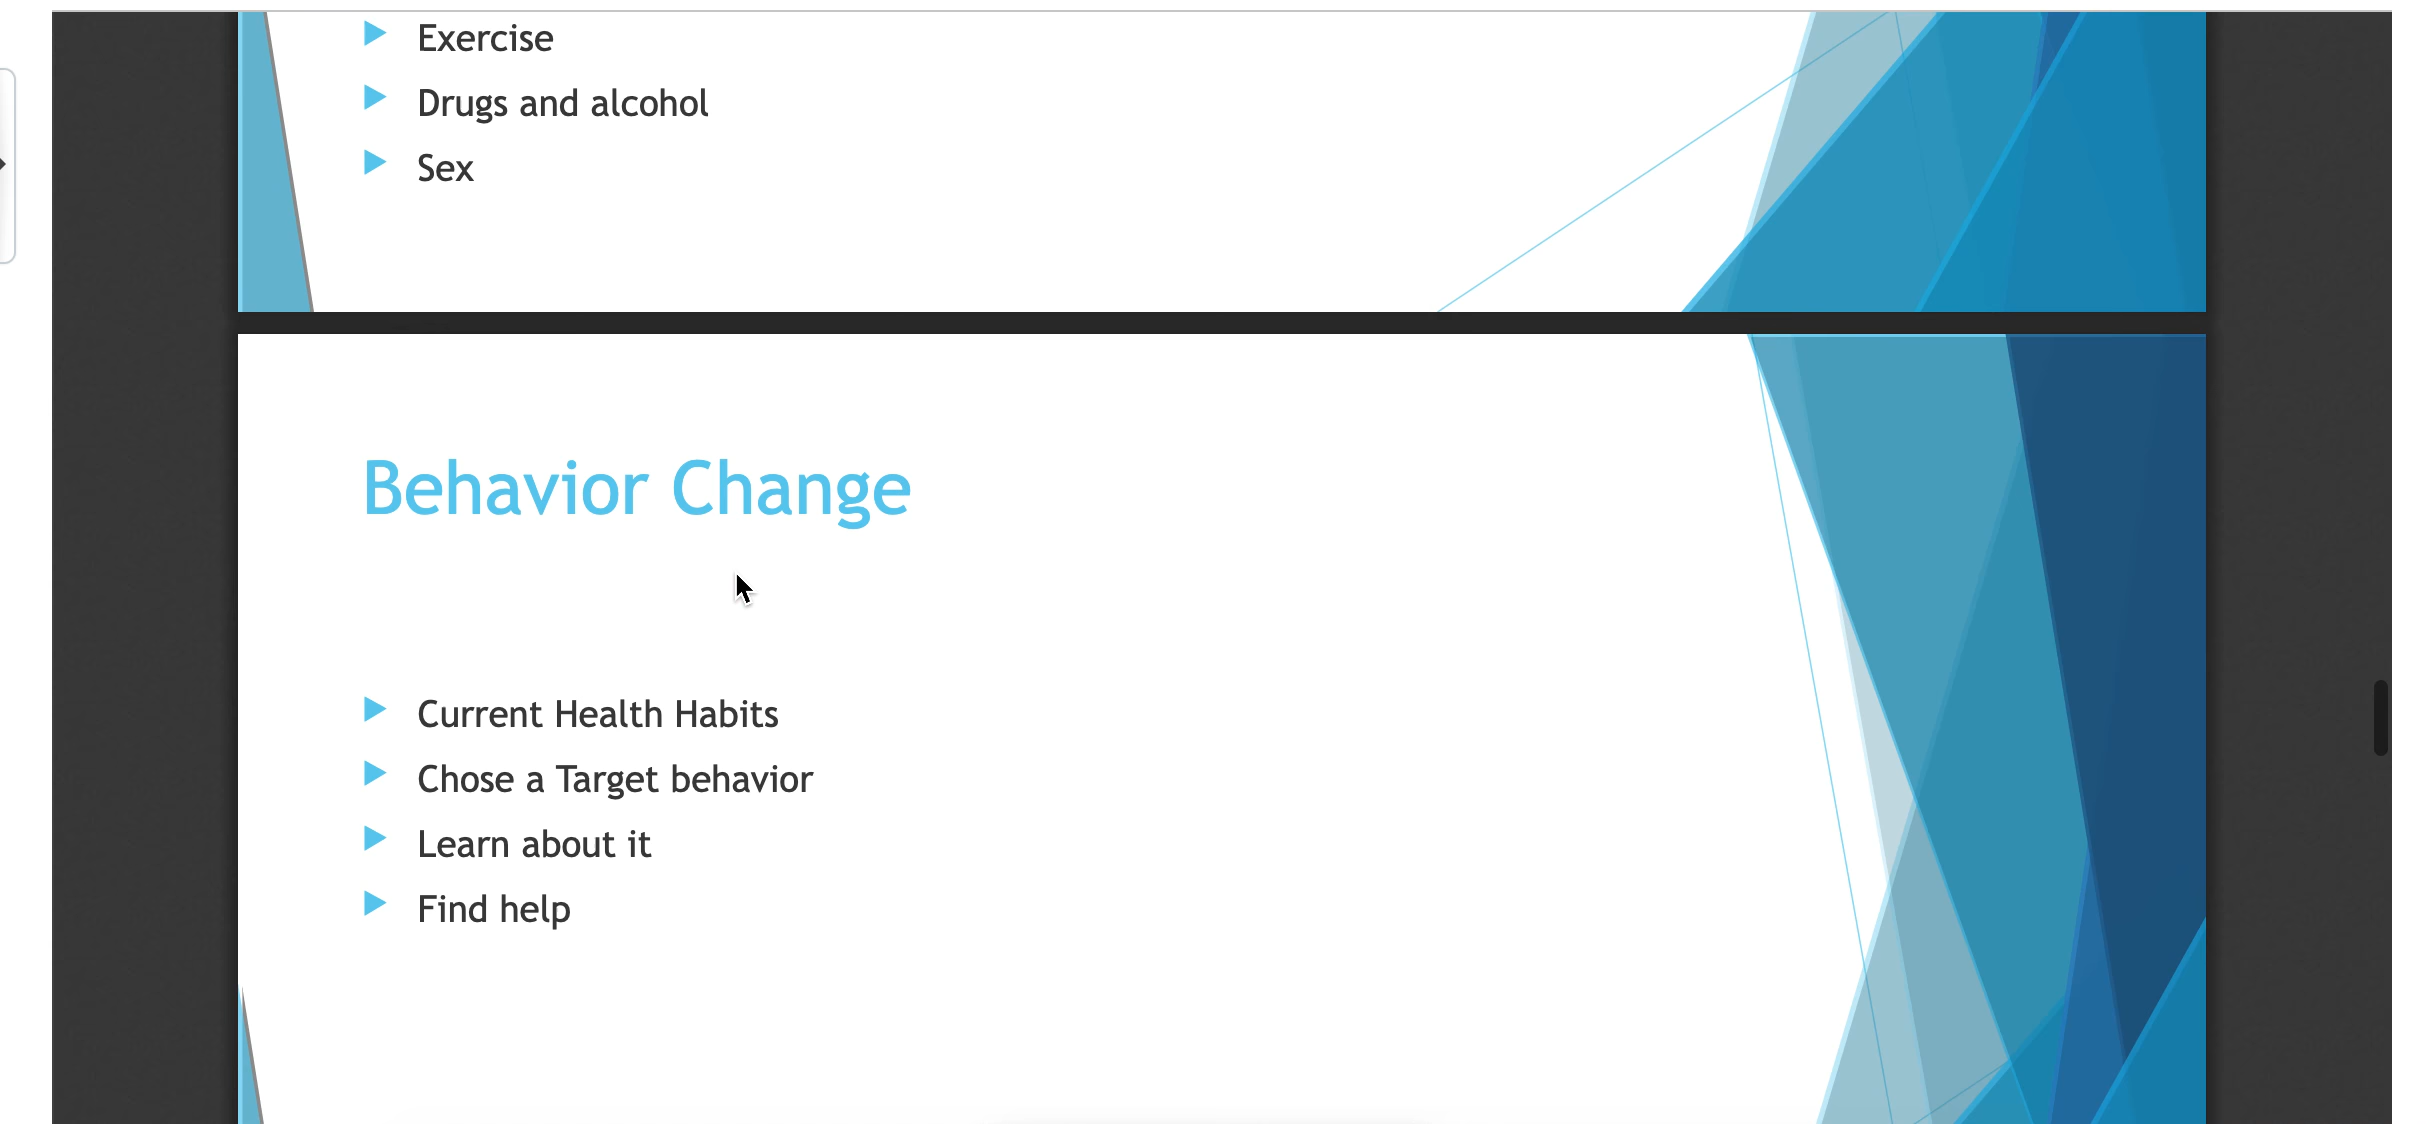 Exercise
Drugs and alcohol
Sex
Behavior Change
Current Health Habits
Chose a Target behavior
Learn about it
Find help